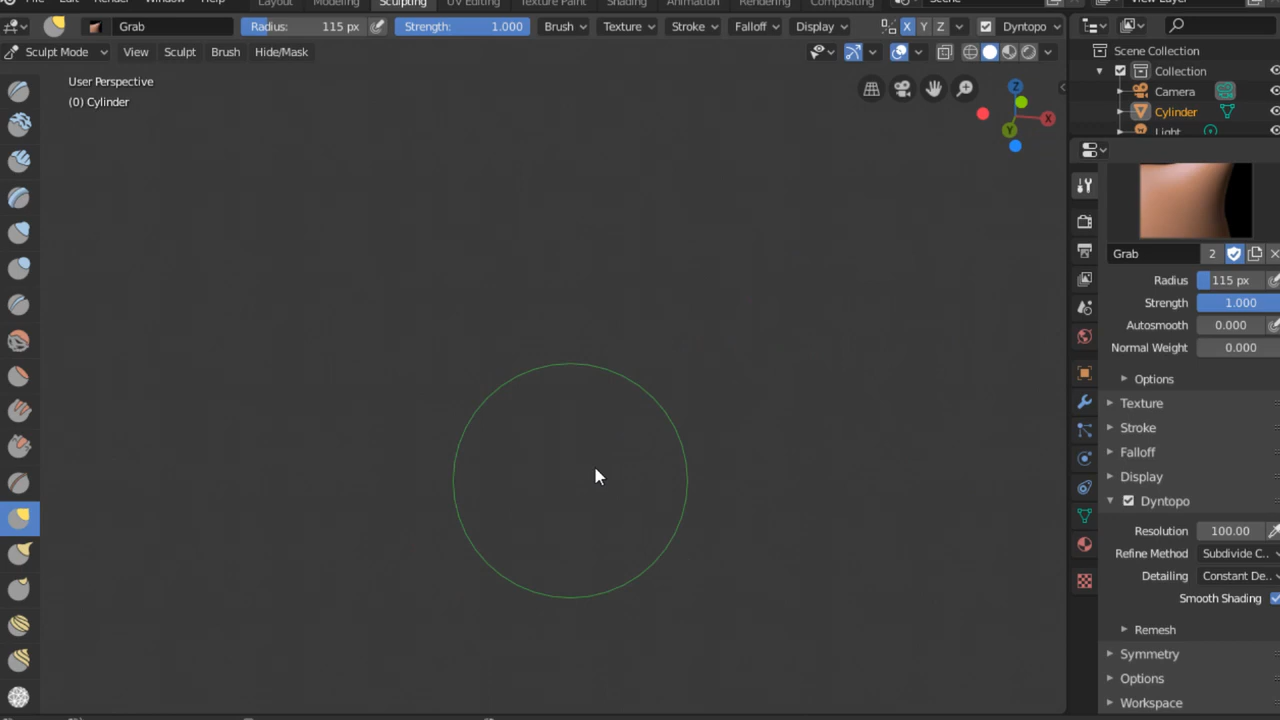 File Edit Render Window Help Layout Modeling Sculpting UV Editing Texture Paint Shading Animation Rendering Compositing Scene View Layer
Grab Radius: 115 px Strength: 1.000 Brush Texture Stroke Falloff Display X Y Z Dyntopo
Sculpt Mode View Sculpt Brush Hide/Mask
User Perspective
(0) Cylinder
Z
X
Y
Scene Collection
Collection
Camera
Cylinder
Light
Grab 2
Radius 115 px
Strength 1.000
Autosmooth 0.000
Normal Weight 0.000
Options
Texture
Stroke
Falloff
Display
Dyntopo
Resolution 100.00
Refine Method Subdivide C..
Detailing Constant De..
Smooth Shading
Remesh
Symmetry
Options
Workspace